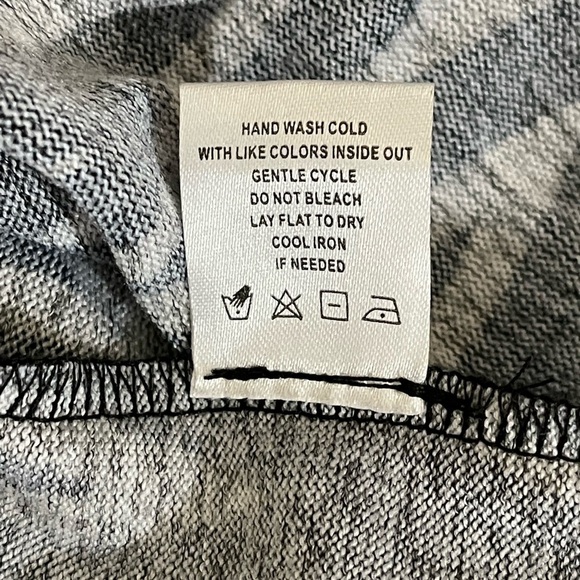 HAND WASH COLD
WITH LIKE COLORS INSIDE OUT
GENTLE CYCLE
DO NOT BLEACH
LAY FLAT TO DRY
COOL IRON
IF NEEDED